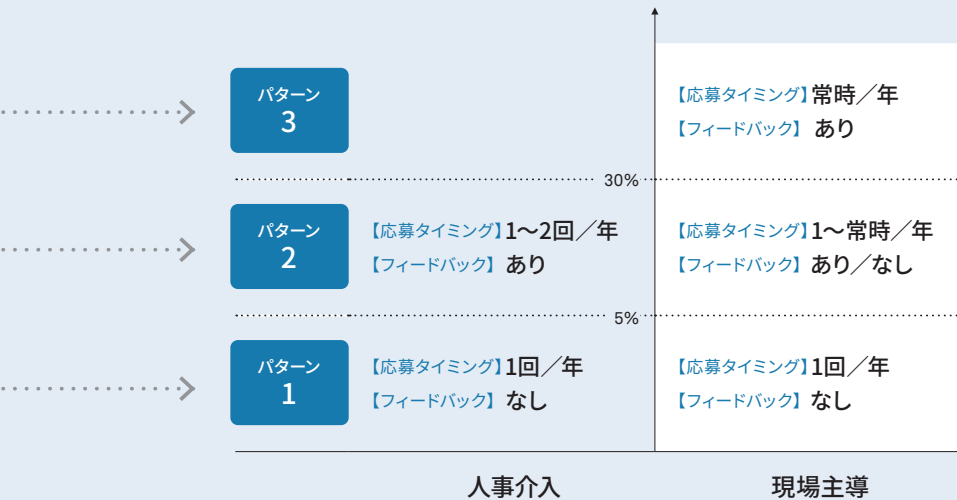 パターン
3
【応募タイミング】常時／年
【フィードバック】 あり
30%
パターン
2
【応募タイミング】1〜2回／年
【フィードバック】 あり
【応募タイミング】1〜常時／年
【フィードバック】 あり／なし
5%
パターン
1
【応募タイミング】1回／年
【フィードバック】 なし
【応募タイミング】1回／年
【フィードバック】 なし
人事介入
現場主導